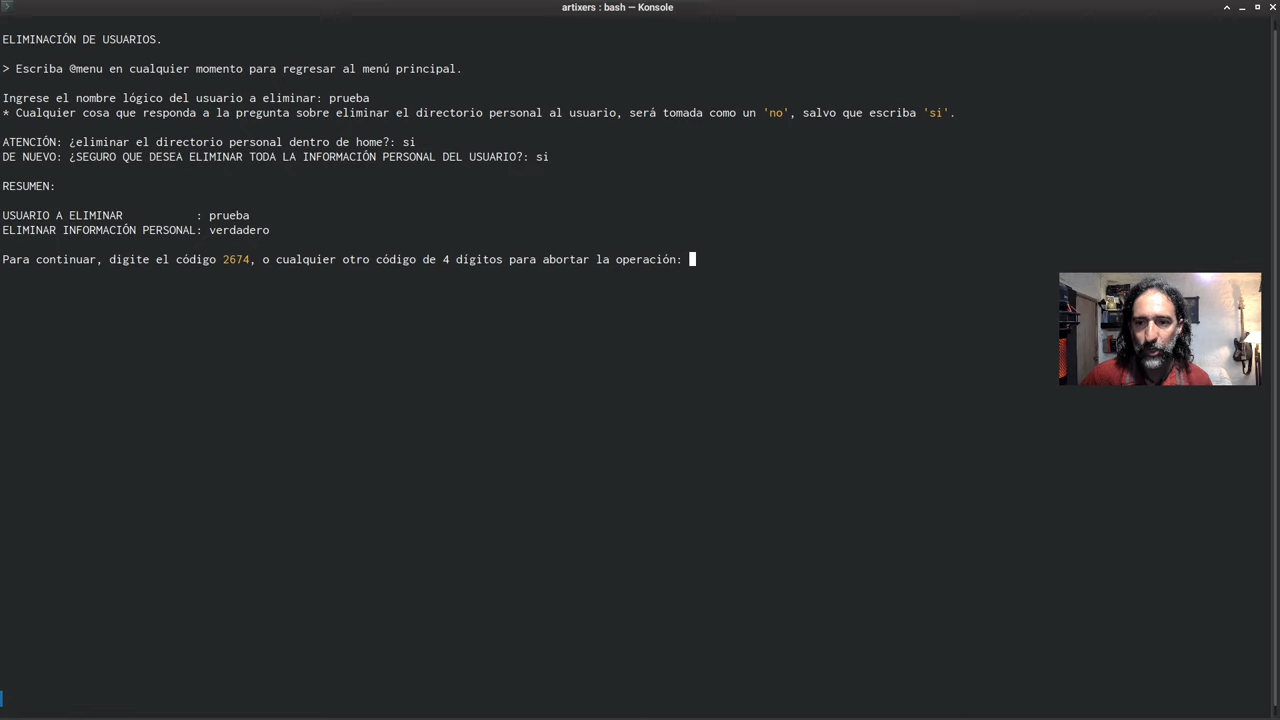 artixers : bash — Konsole
ELIMINACIÓN DE USUARIOS.
> Escriba @menu en cualquier momento para regresar al menú principal.
Ingrese el nombre lógico del usuario a eliminar: prueba
* Cualquier cosa que responda a la pregunta sobre eliminar el directorio personal al usuario, será tomada como un 'no', salvo que escriba 'si'.
ATENCIÓN: ¿eliminar el directorio personal dentro de home?: si
DE NUEVO: ¿SEGURO QUE DESEA ELIMINAR TODA LA INFORMACIÓN PERSONAL DEL USUARIO?: si
RESUMEN:
USUARIO A ELIMINAR           : prueba
ELIMINAR INFORMACIÓN PERSONAL: verdadero
Para continuar, digite el código 2674, o cualquier otro código de 4 dígitos para abortar la operación: